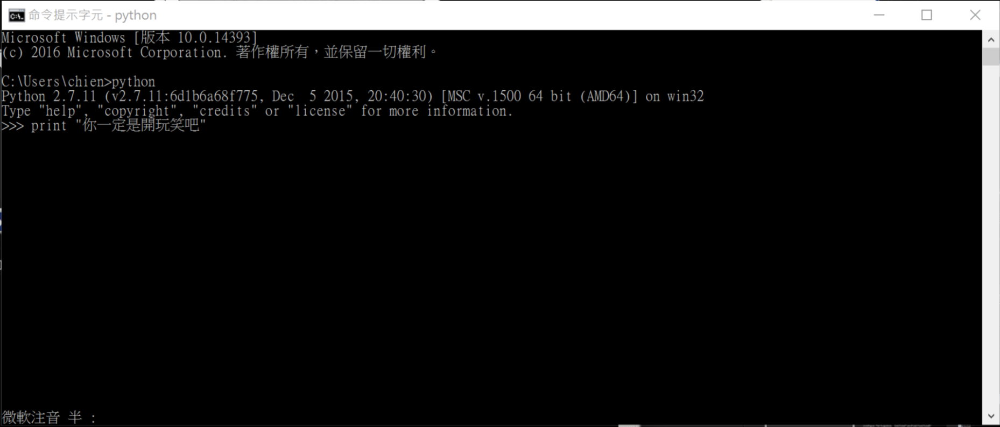 命令提示字元 - python
Microsoft Windows [版本 10.0.14393]
(c) 2016 Microsoft Corporation. 著作權所有，並保留一切權利。
C:\Users\chien>python
Python 2.7.11 (v2.7.11:6d1b6a68f775, Dec  5 2015, 20:40:30) [MSC v.1500 64 bit (AMD64)] on win32
Type "help", "copyright", "credits" or "license" for more information.
>>> print "你一定是開玩笑吧"
微軟注音 半 :